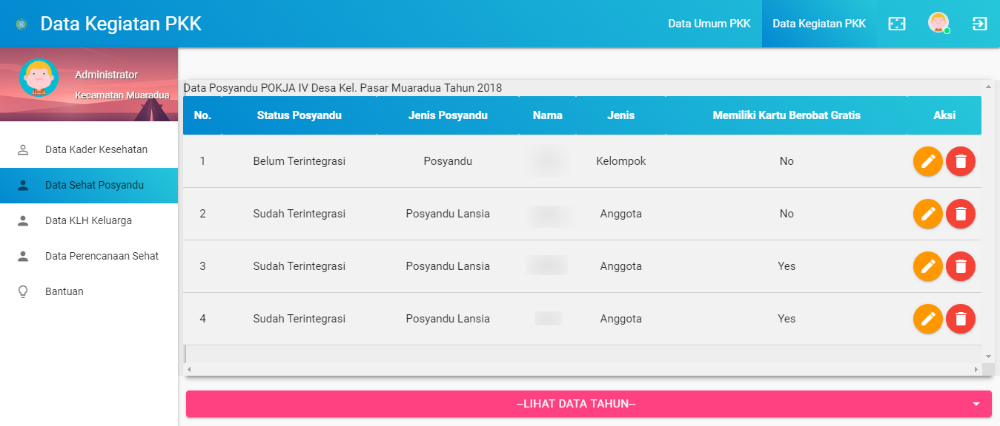 Data Kegiatan PKK
Data Umum PKK Data Kegiatan PKK
Administrator
Kecamatan Muaradua
Data Kader Kesehatan
Data Sehat Posyandu
Data KLH Keluarga
Data Perencanaan Sehat
Bantuan
Data Posyandu POKJA IV Desa Kel. Pasar Muaradua Tahun 2018
No. Status Posyandu Jenis Posyandu Nama Jenis Memiliki Kartu Berobat Gratis Aksi
1 Belum Terintegrasi Posyandu Kelompok No
2 Sudah Terintegrasi Posyandu Lansia Anggota No
3 Sudah Terintegrasi Posyandu Lansia Anggota Yes
4 Sudah Terintegrasi Posyandu Lansia Anggota Yes
--LIHAT DATA TAHUN--